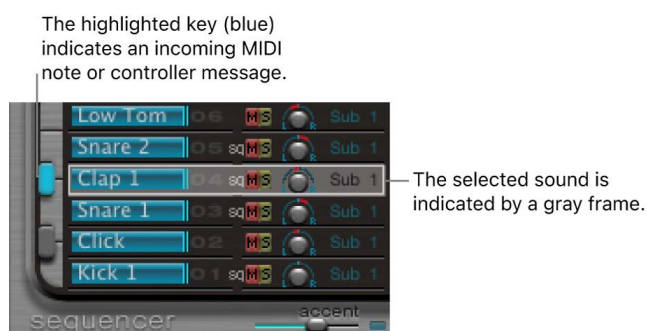 The highlighted key (blue)
indicates an incoming MIDI
note or controller message.
Low Tom 06 M S L R Sub 1
Snare 2 05 sq M S L R Sub 1
Clap 1 04 sq M S L R Sub 1
The selected sound is
indicated by a gray frame.
Snare 1 03 sq M S L R Sub 1
Click 02 M S L R Sub 1
Kick 1 01 sq M S L R Sub 1
sequencer
accent